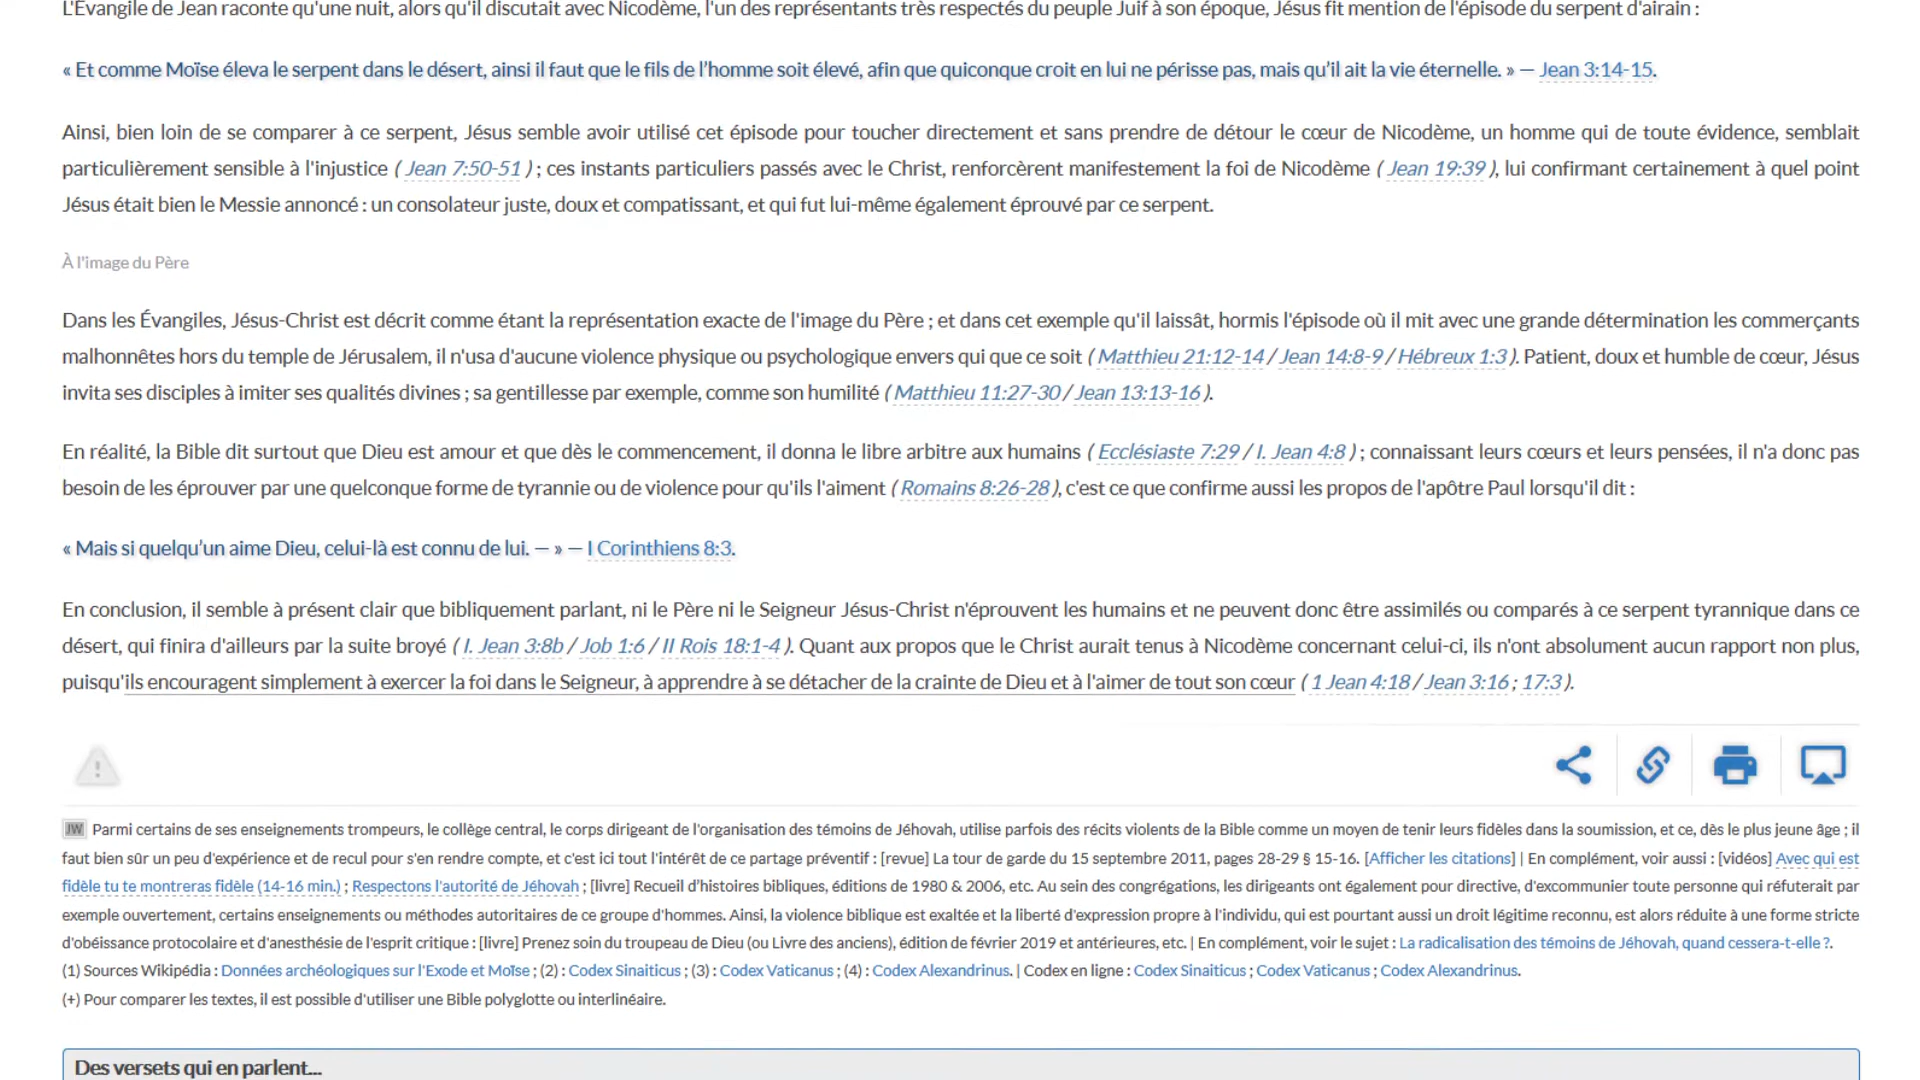 L'Évangile de Jean raconte qu'une nuit, alors qu'il discutait avec Nicodème, l'un des représentants très respectés du peuple Juif à son époque, Jésus fit mention de l'épisode du serpent d'airain :
« Et comme Moïse éleva le serpent dans le désert, ainsi il faut que le fils de l’homme soit élevé, afin que quiconque croit en lui ne périsse pas, mais qu’il ait la vie éternelle. » — Jean 3:14-15.
Ainsi, bien loin de se comparer à ce serpent, Jésus semble avoir utilisé cet épisode pour toucher directement et sans prendre de détour le cœur de Nicodème, un homme qui de toute évidence, semblait
particulièrement sensible à l'injustice ( Jean 7:50-51 ) ; ces instants particuliers passés avec le Christ, renforcèrent manifestement la foi de Nicodème ( Jean 19:39 ), lui confirmant certainement à quel point
Jésus était bien le Messie annoncé : un consolateur juste, doux et compatissant, et qui fut lui-même également éprouvé par ce serpent.
À l'image du Père
Dans les Évangiles, Jésus-Christ est décrit comme étant la représentation exacte de l'image du Père ; et dans cet exemple qu'il laissât, hormis l'épisode où il mit avec une grande détermination les commerçants
malhonnêtes hors du temple de Jérusalem, il n'usa d'aucune violence physique ou psychologique envers qui que ce soit ( Matthieu 21:12-14 / Jean 14:8-9 / Hébreux 1:3 ). Patient, doux et humble de cœur, Jésus
invita ses disciples à imiter ses qualités divines ; sa gentillesse par exemple, comme son humilité ( Matthieu 11:27-30 / Jean 13:13-16 ).
En réalité, la Bible dit surtout que Dieu est amour et que dès le commencement, il donna le libre arbitre aux humains ( Ecclésiaste 7:29 / I. Jean 4:8 ) ; connaissant leurs cœurs et leurs pensées, il n'a donc pas
besoin de les éprouver par une quelconque forme de tyrannie ou de violence pour qu'ils l'aiment ( Romains 8:26-28 ), c'est ce que confirme aussi les propos de l'apôtre Paul lorsqu'il dit :
« Mais si quelqu’un aime Dieu, celui-là est connu de lui. — » — I Corinthiens 8:3.
En conclusion, il semble à présent clair que bibliquement parlant, ni le Père ni le Seigneur Jésus-Christ n'éprouvent les humains et ne peuvent donc être assimilés ou comparés à ce serpent tyrannique dans ce
désert, qui finira d'ailleurs par la suite broyé ( I. Jean 3:8b / Job 1:6 / II Rois 18:1-4 ). Quant aux propos que le Christ aurait tenus à Nicodème concernant celui-ci, ils n'ont absolument aucun rapport non plus,
puisqu'ils encouragent simplement à exercer la foi dans le Seigneur, à apprendre à se détacher de la crainte de Dieu et à l'aimer de tout son cœur ( 1 Jean 4:18 / Jean 3:16 ; 17:3 ).
JW Parmi certains de ses enseignements trompeurs, le collège central, le corps dirigeant de l'organisation des témoins de Jéhovah, utilise parfois des récits violents de la Bible comme un moyen de tenir leurs fidèles dans la soumission, et ce, dès le plus jeune âge ; il
faut bien sûr un peu d'expérience et de recul pour s'en rendre compte, et c'est ici tout l'intérêt de ce partage préventif : [revue] La tour de garde du 15 septembre 2011, pages 28-29 § 15-16. [Afficher les citations] | En complément, voir aussi : [vidéos] Avec qui est
fidèle tu te montreras fidèle (14-16 min.) ; Respectons l'autorité de Jéhovah ; [livre] Recueil d'histoires bibliques, éditions de 1980 & 2006, etc. Au sein des congrégations, les dirigeants ont également pour directive, d'excommunier toute personne qui réfuterait par
exemple ouvertement, certains enseignements ou méthodes autoritaires de ce groupe d'hommes. Ainsi, la violence biblique est exaltée et la liberté d'expression propre à l'individu, qui est pourtant aussi un droit légitime reconnu, est alors réduite à une forme stricte
d'obéissance protocolaire et d'anesthésie de l'esprit critique : [livre] Prenez soin du troupeau de Dieu (ou Livre des anciens), édition de février 2019 et antérieures, etc. | En complément, voir le sujet : La radicalisation des témoins de Jéhovah, quand cessera-t-elle ?.
(1) Sources Wikipédia : Données archéologiques sur l'Exode et Moïse ; (2) : Codex Sinaiticus ; (3) : Codex Vaticanus ; (4) : Codex Alexandrinus. | Codex en ligne : Codex Sinaiticus ; Codex Vaticanus ; Codex Alexandrinus.
(+) Pour comparer les textes, il est possible d'utiliser une Bible polyglotte ou interlinéaire.
Des versets qui en parlent...